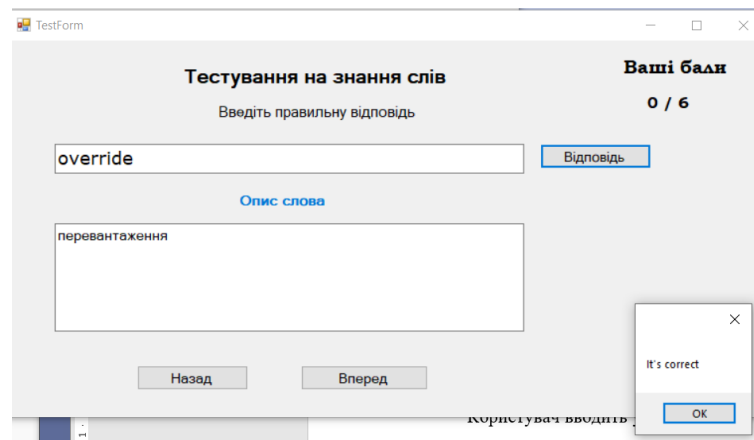 TestForm
Тестування на знання слів
Ваші бали
Введіть правильну відповідь
0 / 6
override
Відповідь
Опис слова
перевантаження
It's correct
Назад
Вперед
OK
Користувач вводить